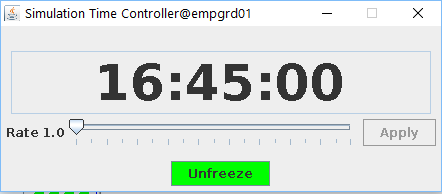 Simulation Time Controller@empgrd01
16:45:00
Rate 1.0
Apply
Unfreeze